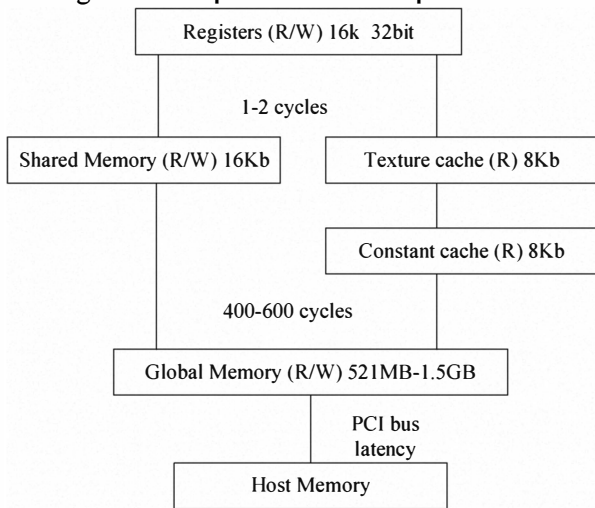 Registers (R/W) 16k 32bit
1-2 cycles
Shared Memory (R/W) 16Kb
Texture cache (R) 8Kb
Constant cache (R) 8Kb
400-600 cycles
Global Memory (R/W) 521MB-1.5GB
PCI bus
latency
Host Memory